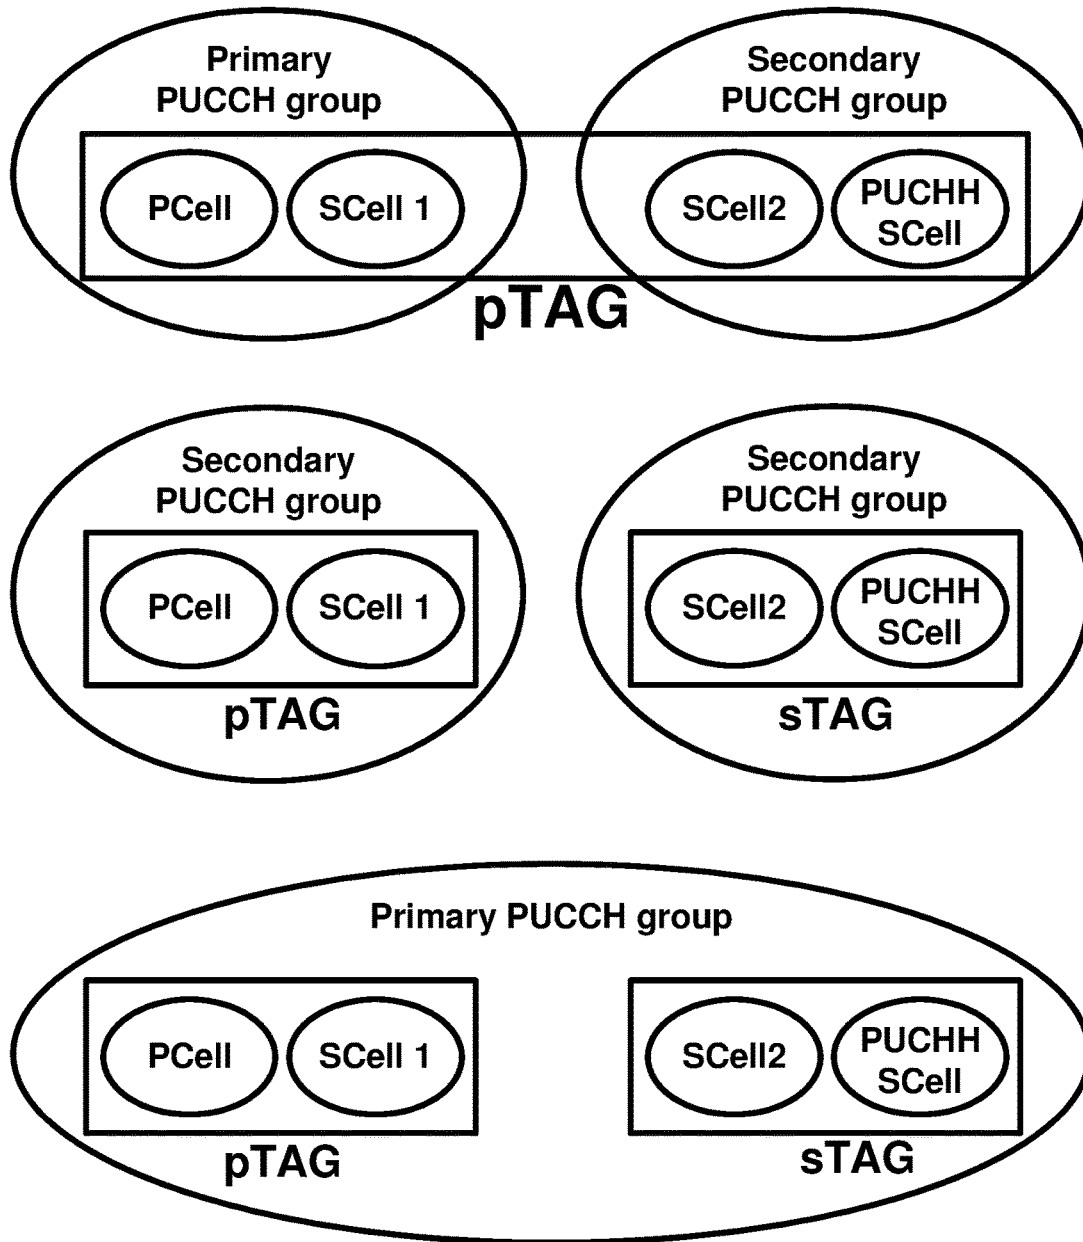 Primary
PUCCH group
Secondary
PUCCH group
PCell
SCell 1
SCell2
PUCHH
SCell
pTAG
Secondary
PUCCH group
Secondary
PUCCH group
PCell
SCell 1
SCell2
PUCHH
SCell
pTAG
sTAG
Primary PUCCH group
PCell
SCell 1
SCell2
PUCHH
SCell
pTAG
sTAG